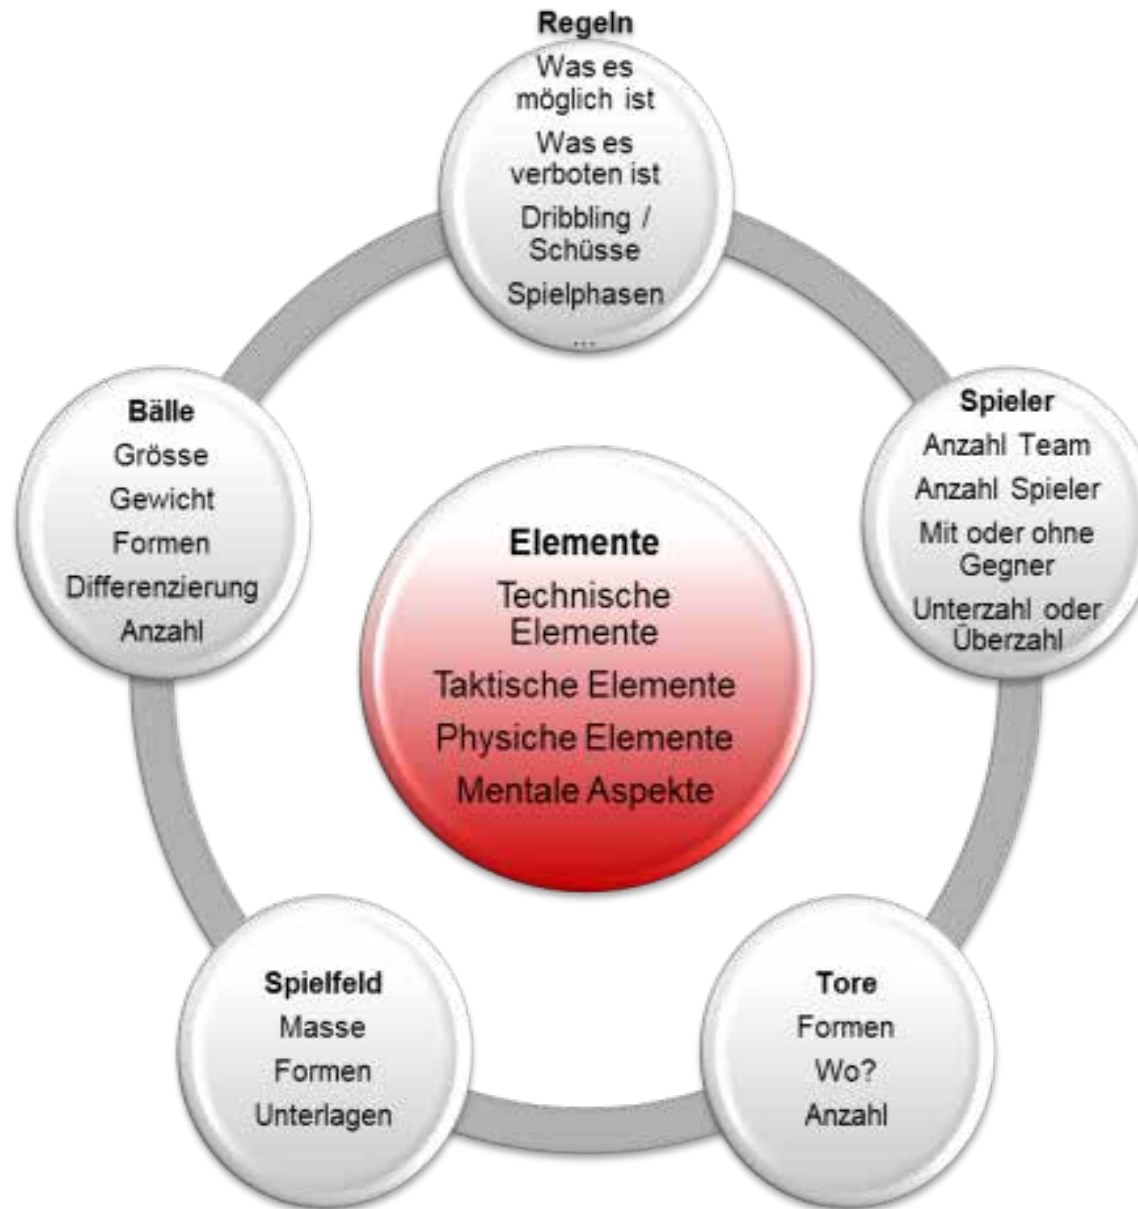 Regeln
Was es
möglich ist
Was es
verboten ist
Dribbling /
Schüsse
Spielphasen
...
Spieler
Anzahl Team
Anzahl Spieler
Mit oder ohne
Gegner
Unterzahl oder
Überzahl
Tore
Formen
Wo?
Anzahl
Spielfeld
Masse
Formen
Unterlagen
Bälle
Grösse
Gewicht
Formen
Differenzierung
Anzahl
Elemente
Technische
Elemente
Taktische Elemente
Physiche Elemente
Mentale Aspekte